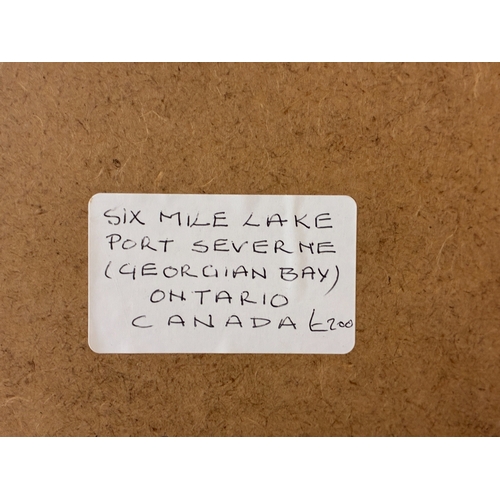 SIX MILE LAKE
PORT SEVERNE
(GEORGIAN BAY)
ONTARIO
CANADA £200